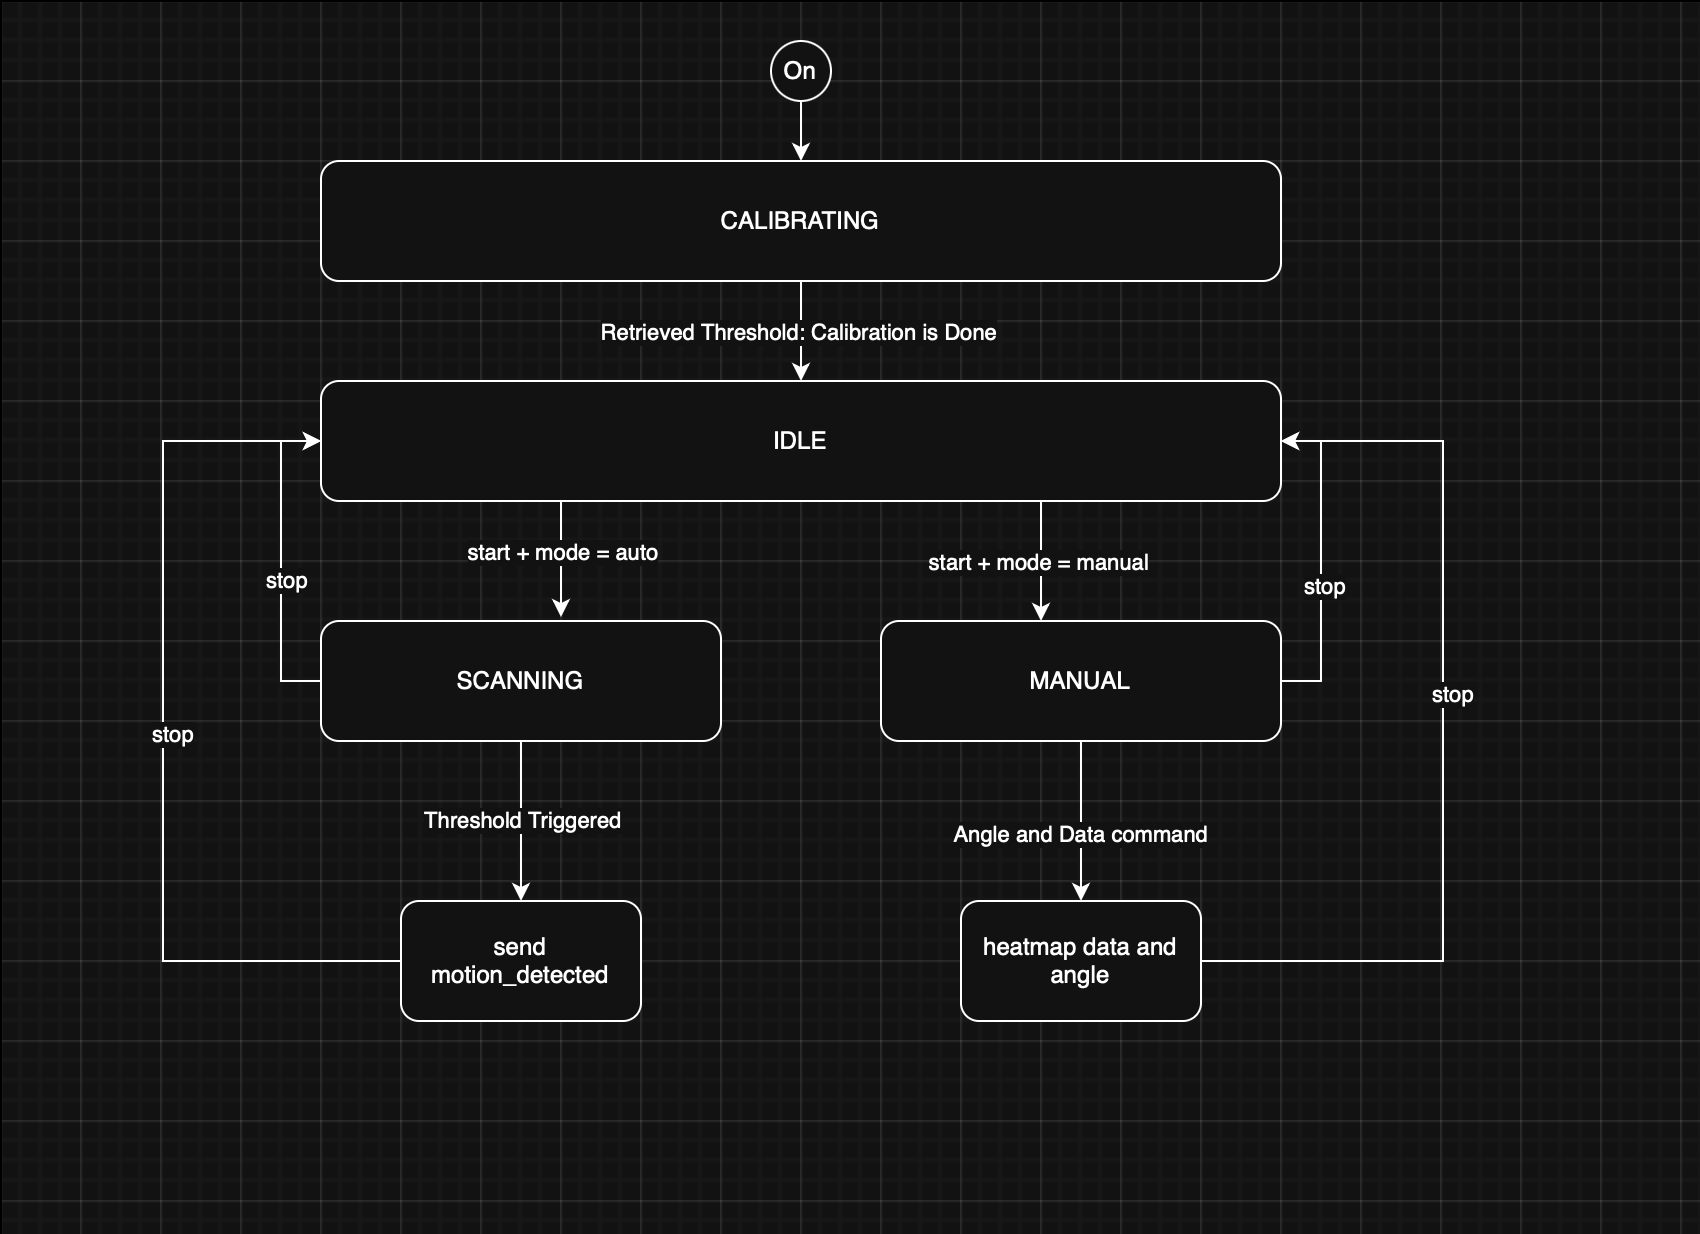 On
CALIBRATING
Retrieved Threshold: Calibration is Done
IDLE
start + mode = auto
start + mode = manual
stop
stop
SCANNING
MANUAL
stop
stop
Threshold Triggered
Angle and Data command
send
motion_detected
heatmap data and
angle